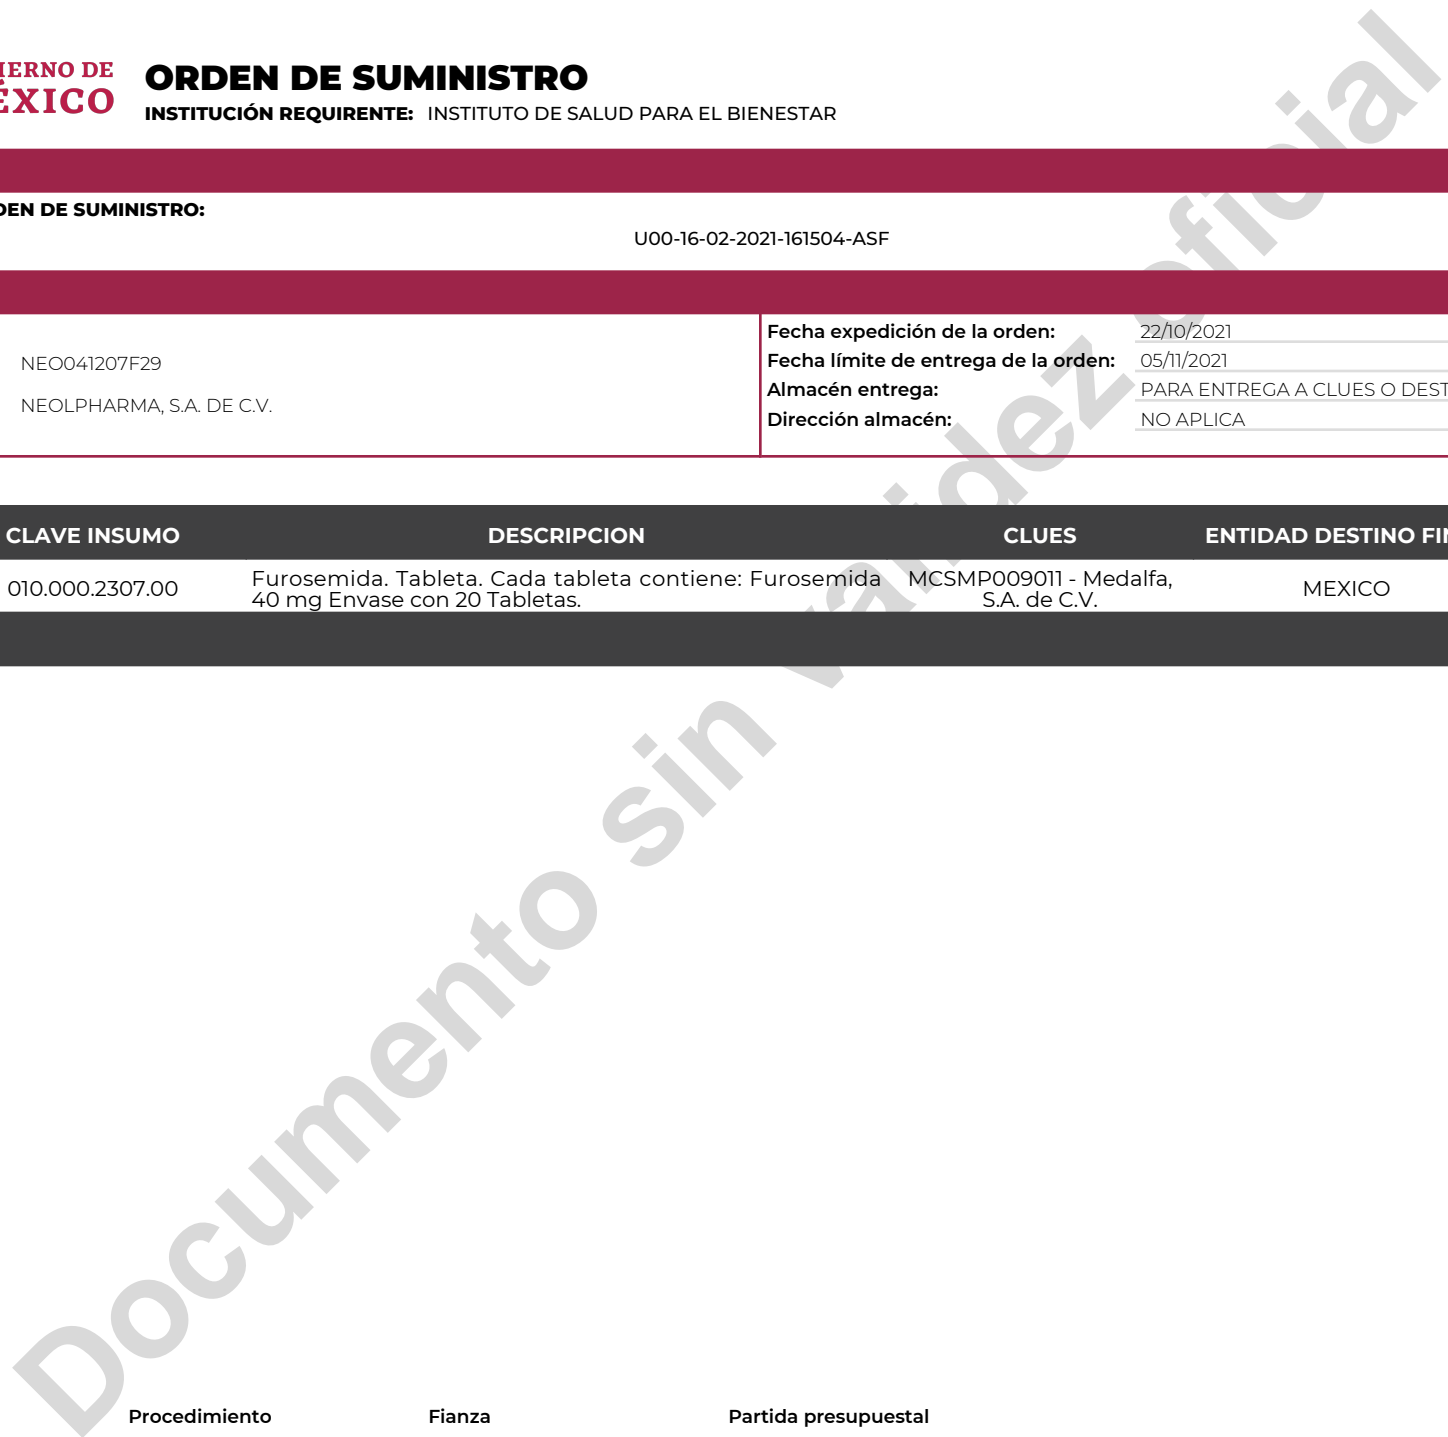 IERNO DE
ÉXICO
ORDEN DE SUMINISTRO
INSTITUCIÓN REQUIRENTE: INSTITUTO DE SALUD PARA EL BIENESTAR
DEN DE SUMINISTRO:
U00-16-02-2021-161504-ASF
NEO041207F29
NEOLPHARMA, S.A. DE C.V.
Fecha expedición de la orden: 22/10/2021
Fecha límite de entrega de la orden: 05/11/2021
Almacén entrega: PARA ENTREGA A CLUES O DEST
Dirección almacén: NO APLICA
CLAVE INSUMO DESCRIPCION CLUES ENTIDAD DESTINO FIN
010.000.2307.00
Furosemida. Tableta. Cada tableta contiene: Furosemida
40 mg Envase con 20 Tabletas.
MCSMP009011 - Medalfa,
S.A. de C.V.
MEXICO
Documento sin validez oficial
Procedimiento Fianza Partida presupuestal